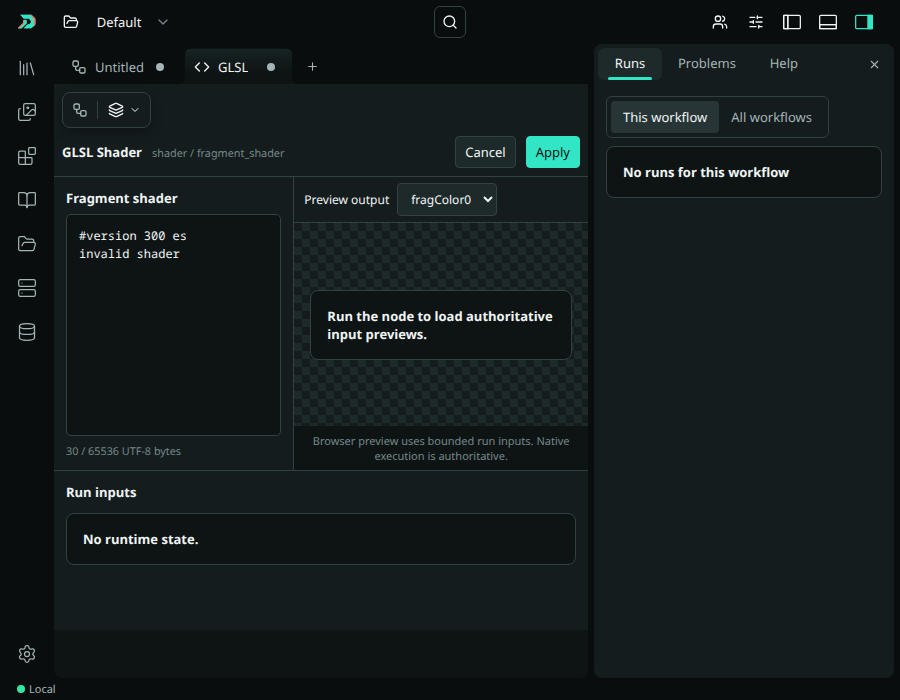 Default
Untitled
GLSL
GLSL Shader
shader / fragment_shader
Cancel
Apply
Fragment shader
#version 300 es
invalid shader
30 / 65536 UTF-8 bytes
Preview output
fragColor0
Run the node to load authoritative
input previews.
Browser preview uses bounded run inputs. Native
execution is authoritative.
Run inputs
No runtime state.
Runs
Problems
Help
This workflow
All workflows
No runs for this workflow
Local